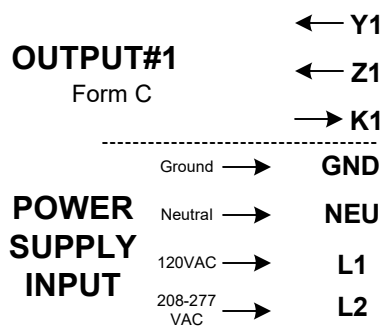 Y1
OUTPUT#1
Z1
Form C
K1
Ground GND
POWER SUPPLY INPUT
Neutral NEU
120VAC L1
208-277 VAC L2